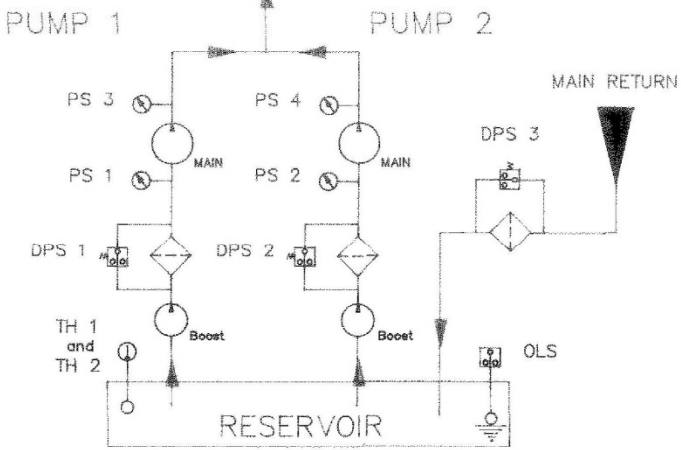 PUMP 1
PUMP 2
PS 3
PS 4
MAIN RETURN
DPS 3
MAIN
MAIN
PS 1
PS 2
DPS 1
DPS 2
TH 1
and
TH 2
Boost
Boost
OLS
RESERVOIR